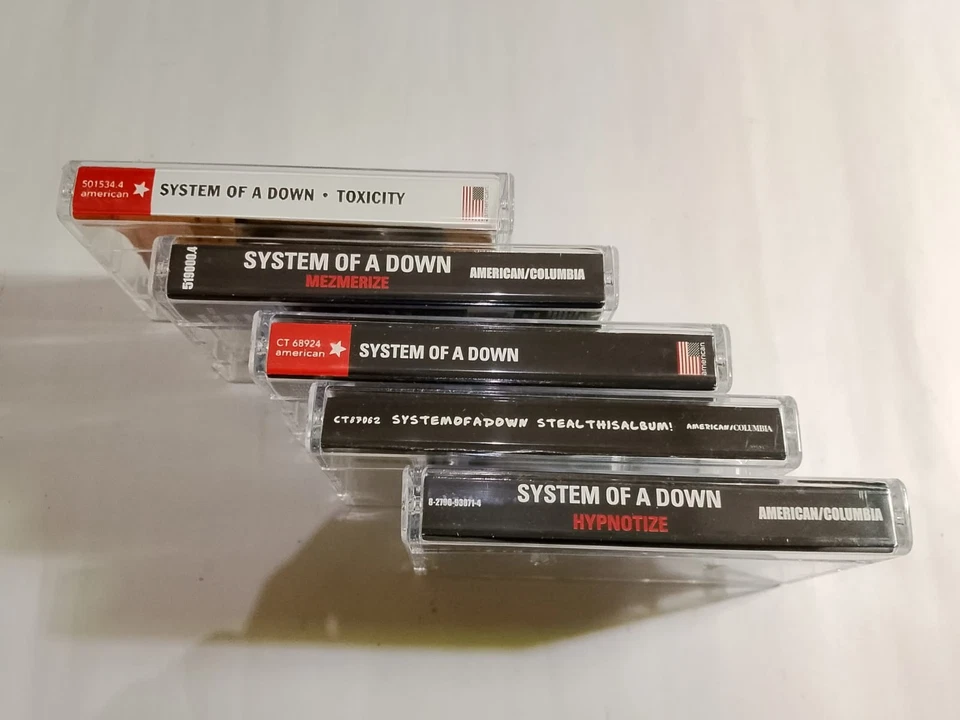 501534.4
american
SYSTEM OF A DOWN • TOXICITY
519000.4
SYSTEM OF A DOWN
MEZMERIZE
AMERICAN/COLUMBIA
CT 68924
american
SYSTEM OF A DOWN
american
CT87062 SYSTEMOFADOWN STEALTHISALBUM! AMERICAN/COLUMBIA
SYSTEM OF A DOWN
HYPNOTIZE
AMERICAN/COLUMBIA